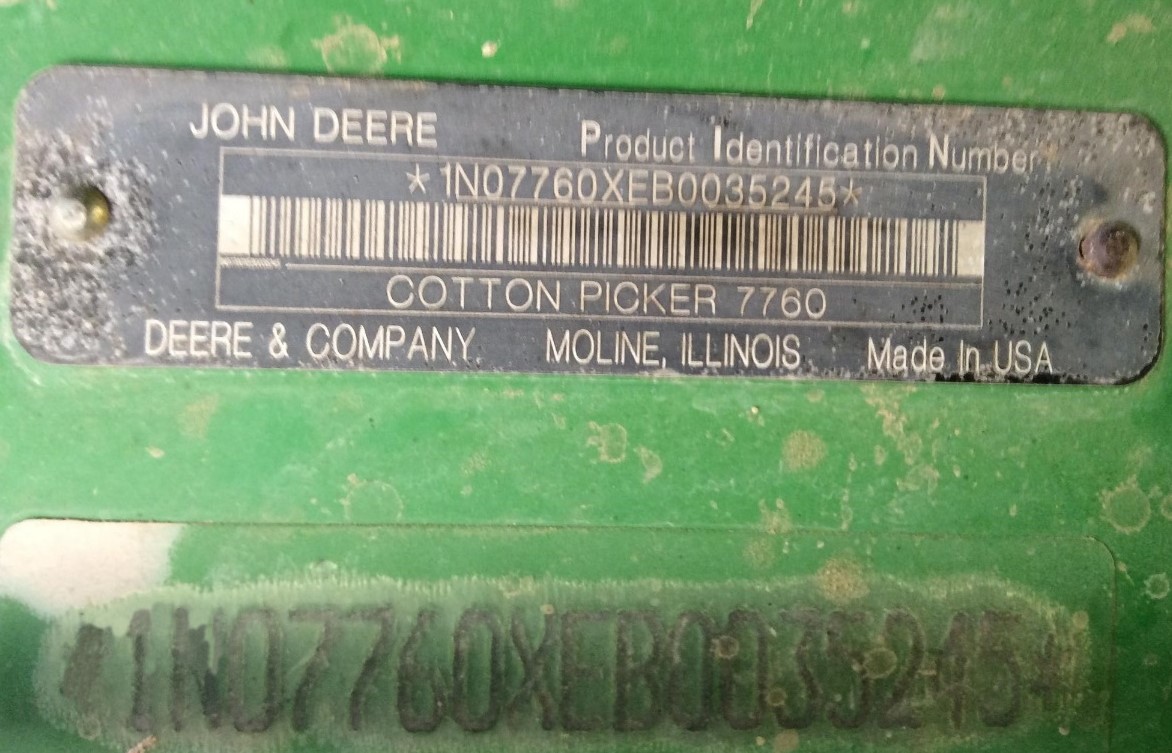 JOHN DEERE Product Identification Number
*1N07760XEB0035245*
COTTON PICKER 7760
DEERE & COMPANY MOLINE, ILLINOIS Made In USA
*1N07760XEB0035245*